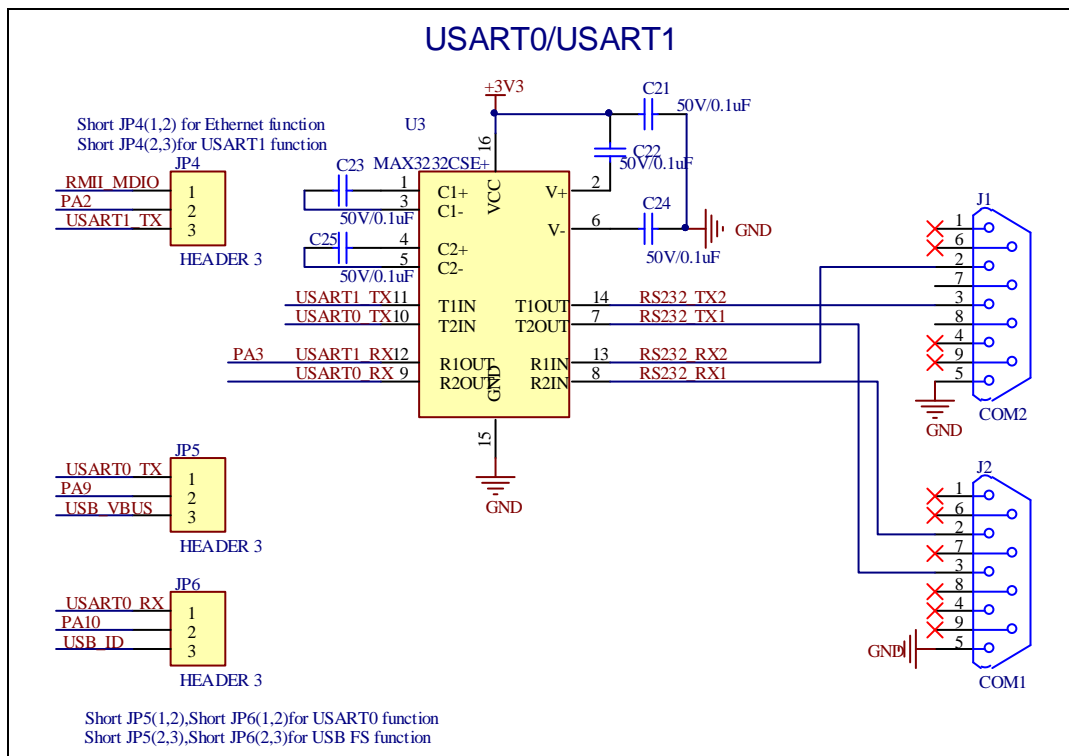 USART0/USART1
Short JP4(1,2) for Ethernet function
Short JP4(2,3)for USART1 function
JP4
RMII_MDIO 1
PA2 2
USART1_TX 3
HEADER 3
+3V3
U3
MAX3232CSE+
16
VCC
C23
50V/0.1uF
1 C1+
3 C1-
C25
50V/0.1uF
4 C2+
5 C2-
USART1_TX 11 T1IN
USART0_TX 10 T2IN
PA3 USART1_RX 12 R1OUT
USART0_RX 9 R2OUT
GND
15
GND
C21
50V/0.1uF
C22
50V/0.1uF
V+ 2
V- 6
C24
50V/0.1uF
GND
T1OUT 14 RS232_TX2
T2OUT 7 RS232_TX1
R1IN 13 RS232_RX2
R2IN 8 RS232_RX1
J1
1
6
2
7
3
8
4
9
5
GND
COM2
JP5
USART0_TX 1
PA9 2
USB_VBUS 3
HEADER 3
J2
1
6
2
7
3
8
4
9
5
GND
COM1
JP6
USART0_RX 1
PA10 2
USB_ID 3
HEADER 3
Short JP5(1,2),Short JP6(1,2)for USART0 function
Short JP5(2,3),Short JP6(2,3)for USB FS function